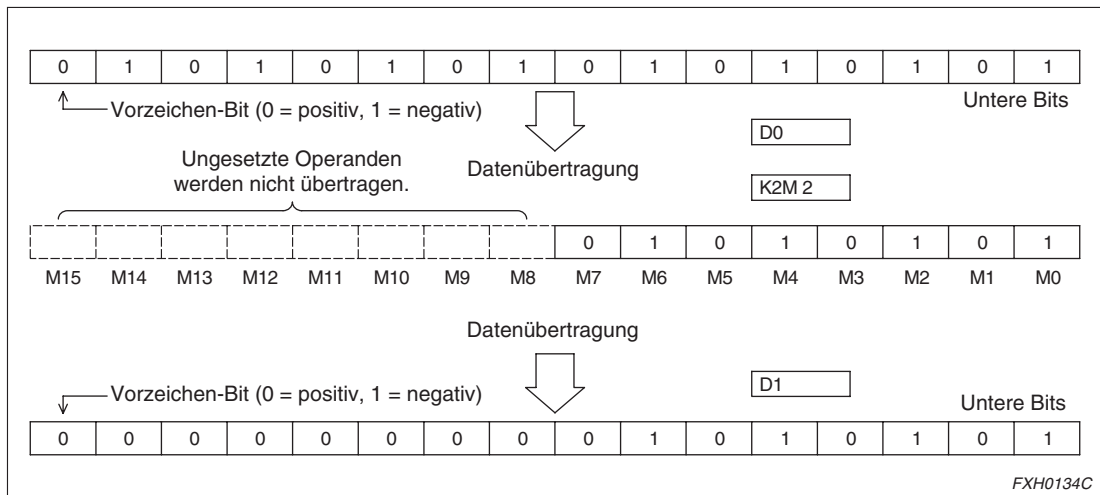 0 1 0 1 0 1 0 1 0 1 0 1 0 1 0 1
Vorzeichen-Bit (0 = positiv, 1 = negativ)
Untere Bits
D0
Ungesetzte Operanden
werden nicht übertragen.
Datenübertragung
K2M 2
0 1 0 1 0 1 0 1
M15 M14 M13 M12 M11 M10 M9 M8 M7 M6 M5 M4 M3 M2 M1 M0
Datenübertragung
D1
Vorzeichen-Bit (0 = positiv, 1 = negativ)
Untere Bits
0 0 0 0 0 0 0 0 0 1 0 1 0 1 0 1
FXH0134C